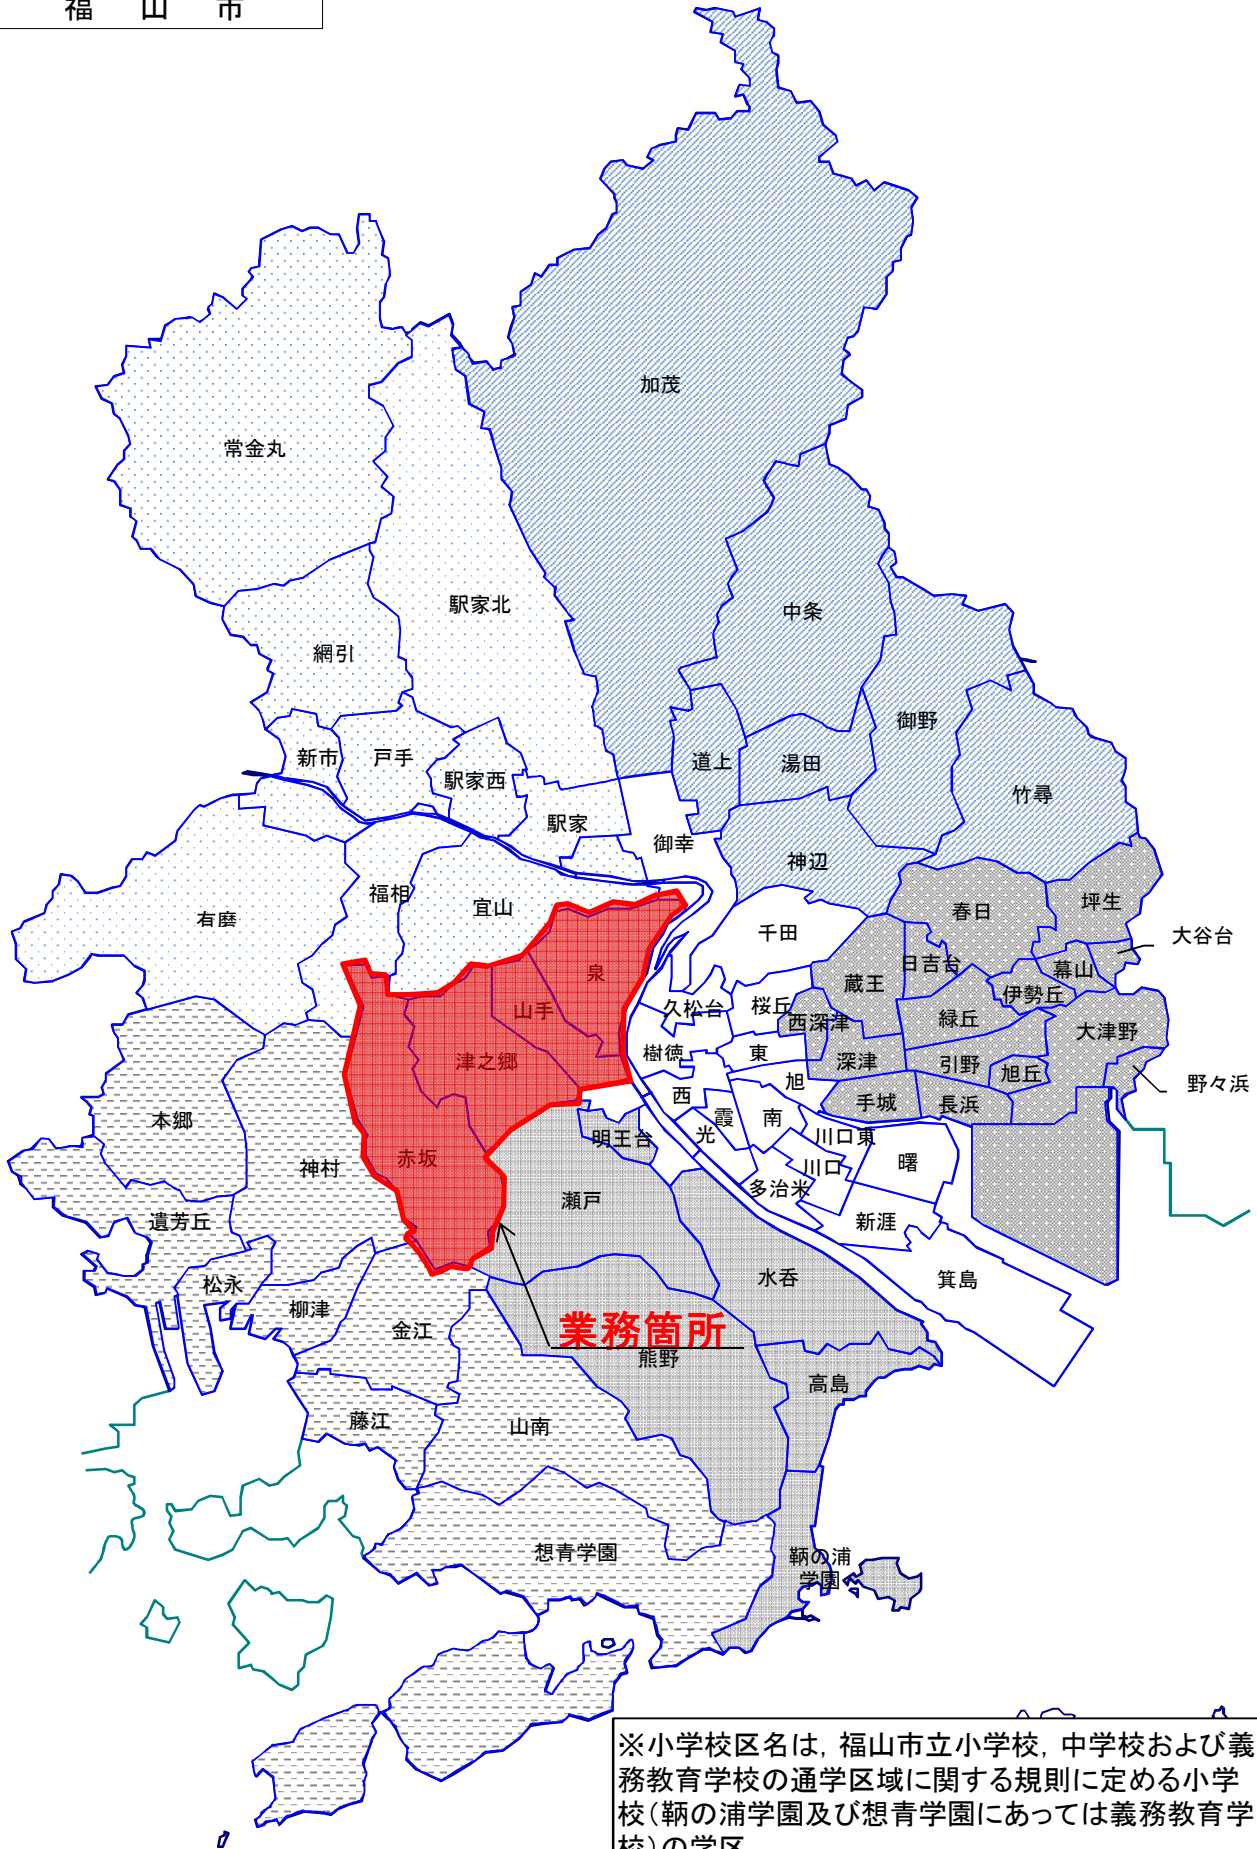 福 山 市
加茂
常金丸
駅家北
中条
網引
御野
新市
戸手
駅家西
道上
湯田
竹尋
駅家
御幸
神辺
福相
宜山
有磨
春日
坪生
千田
大谷台
泉
日吉台
幕山
蔵王
伊勢丘
山手
久松台
桜丘
西深津
緑丘
大津野
樹徳
東
津之郷
深津
引野
旭丘
旭
野々浜
西
霞
南
手城
長浜
本郷
明王台
光
川口東
神村
赤坂
川口
曙
多治米
瀬戸
遺芳丘
新涯
松永
水呑
箕島
柳津
金江
業務箇所
熊野
高島
藤江
山南
想青学園
鞆の浦
学園
※小学校区名は，福山市立小学校，中学校および義
務教育学校の通学区域に関する規則に定める小学
校（鞆の浦学園及び想青学園にあっては義務教育学
校）の学区